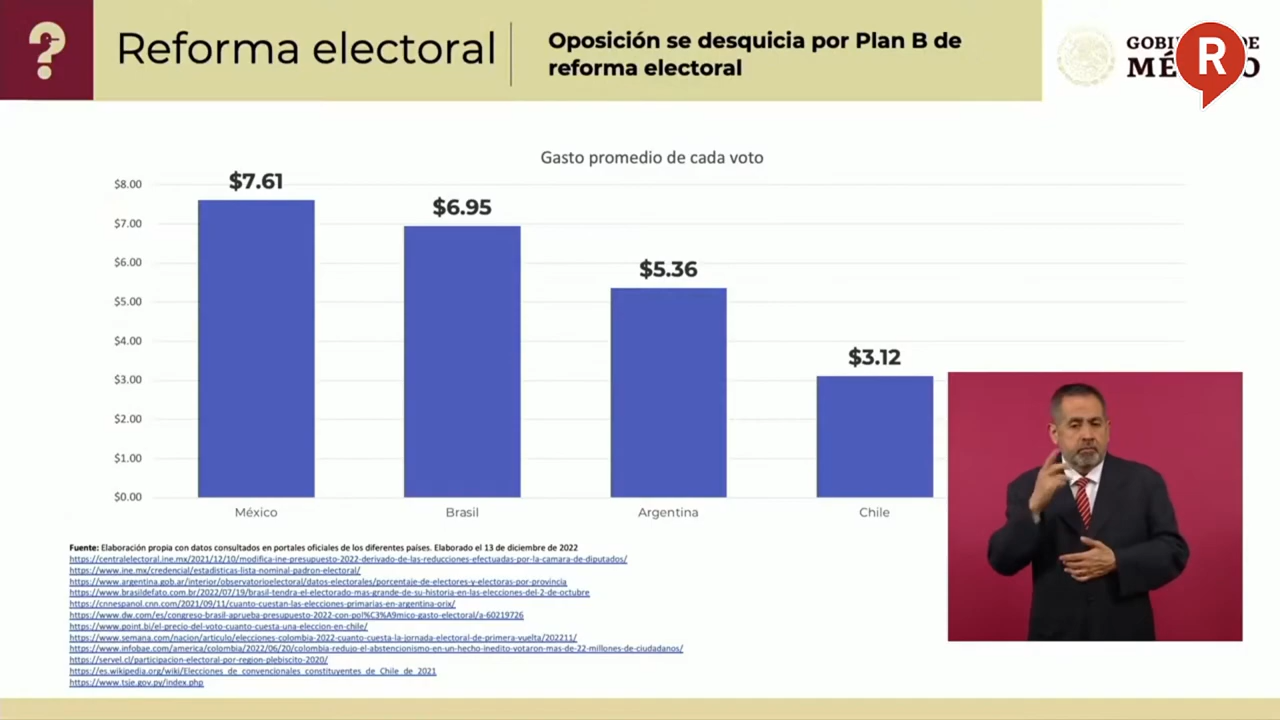 Reforma electoral
Oposición se desquicia por Plan B de
reforma electoral
R
Gasto promedio de cada voto
$8.00
$7.00
$6.00
$5.00
$4.00
$3.00
$2.00
$1.00
$0.00
$7.61
$6.95
$5.36
$3.12
México
Brasil
Argentina
Chile
Fuente: Elaboración propia con datos consultados en portales oficiales de los diferentes países. Elaborado el 13 de diciembre de 2022
https://centralelectoral.ine.mx/2021/12/10/modifica-ine-presupuesto-2022-derivado-de-las-reducciones-efectuadas-por-la-camara-de-diputados/
https://www.ine.mx/credencial/estadisticas-lista-nominal-padron-electoral/
https://www.argentina.gob.ar/interior/observatorioelectoral/datos-electorales/porcentaje-de-electores-y-electoras-por-provincia
https://www.brasildefato.com.br/2022/07/19/brasil-tendra-el-electorado-mas-grande-de-su-historia-en-las-elecciones-del-2-de-octubre
https://cnnespanol.cnn.com/2021/09/11/cuanto-cuestan-las-elecciones-primarias-en-argentina-orix/
https://www.dw.com/es/congreso-brasil-aprueba-presupuesto-2022-con-pol%C3%A9mico-gasto-electoral/a-60219726
https://www.point.bi/el-precio-del-voto-cuanto-cuesta-una-eleccion-en-chile/
https://www.semana.com/nacion/articulo/elecciones-colombia-2022-cuanto-cuesta-la-jornada-electoral-de-primera-vuelta/202211/
https://www.infobae.com/america/colombia/2022/06/20/colombia-redujo-el-abstencionismo-en-un-hecho-inedito-votaron-mas-de-22-millones-de-ciudadanos/
https://servel.cl/participacion-electoral-por-region-plebiscito-2020/
https://es.wikipedia.org/wiki/Elecciones_de_convencionales_constituyentes_de_Chile_de_2021
https://www.tsje.gov.py/index.php